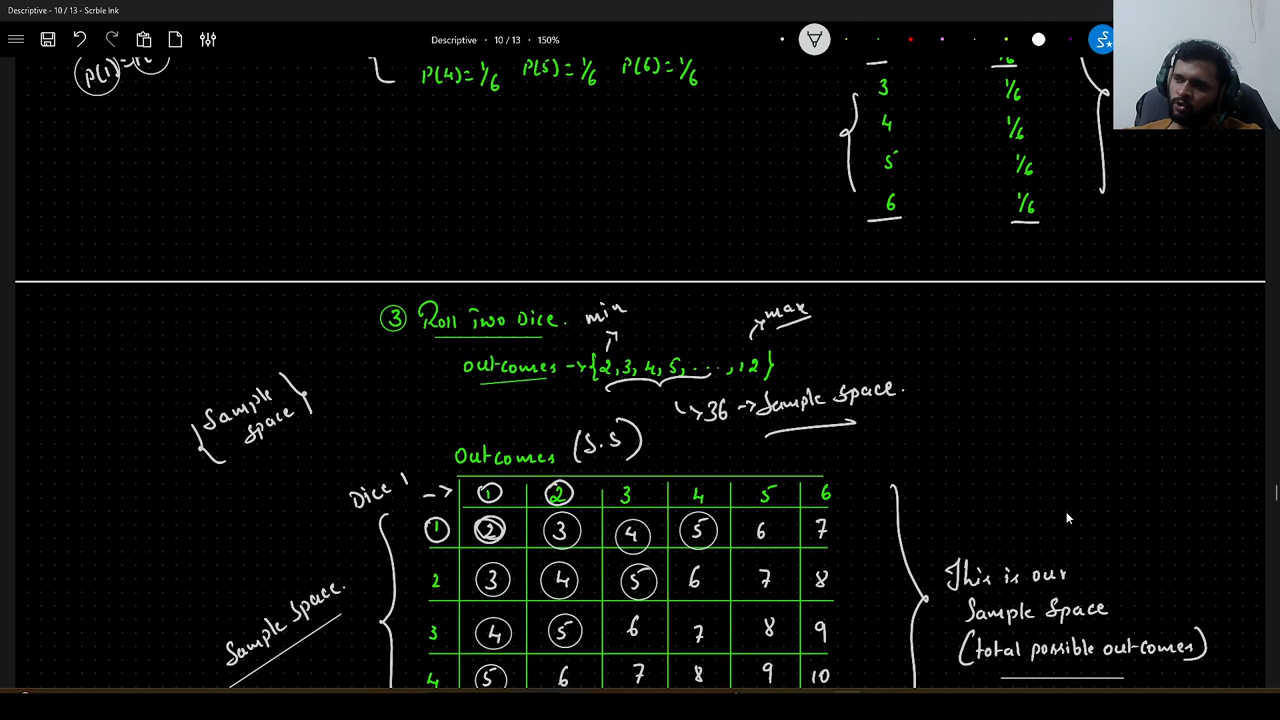 Descriptive - 10 / 13 - Scrble Ink
Descriptive • 10 / 13 • 150%
P(1)=
P(4)=1/6 P(5)=1/6 P(6)=1/6
3 1/6
4 1/6
5 1/6
6 1/6
③ Roll Two Dice. min max
outcomes → {2,3,4,5,...,12}
↳ 36 → Sample Space.
Sample
Space
Outcomes (S.S)
Dice 1 → 1 2 3 4 5 6
1 2 3 4 5 6 7
2 3 4 5 6 7 8
3 4 5 6 7 8 9
4 5 6 7 8 9 10
Sample Space.
This is our
Sample Space
(total possible outcomes)